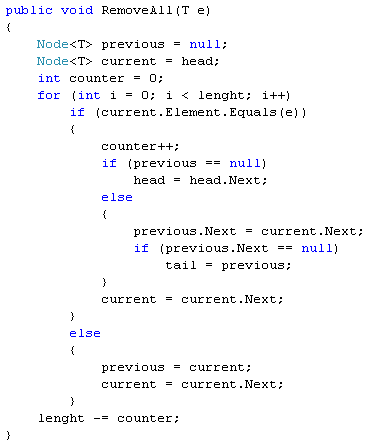 public void RemoveAll(T e)
{
    Node<T> previous = null;
    Node<T> current = head;
    int counter = 0;
    for (int i = 0; i < lenght; i++)
        if (current.Element.Equals(e))
        {
            counter++;
            if (previous == null)
                head = head.Next;
            else
            {
                previous.Next = current.Next;
                if (previous.Next == null)
                    tail = previous;
            }
            current = current.Next;
        }
        else
        {
            previous = current;
            current = current.Next;
        }
    lenght -= counter;
}